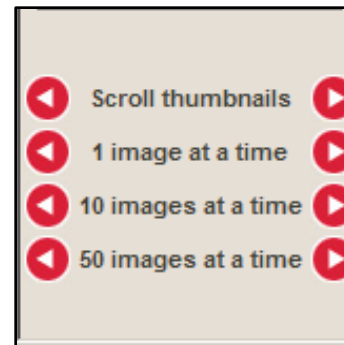 Scroll thumbnails
1 image at a time
10 images at a time
50 images at a time